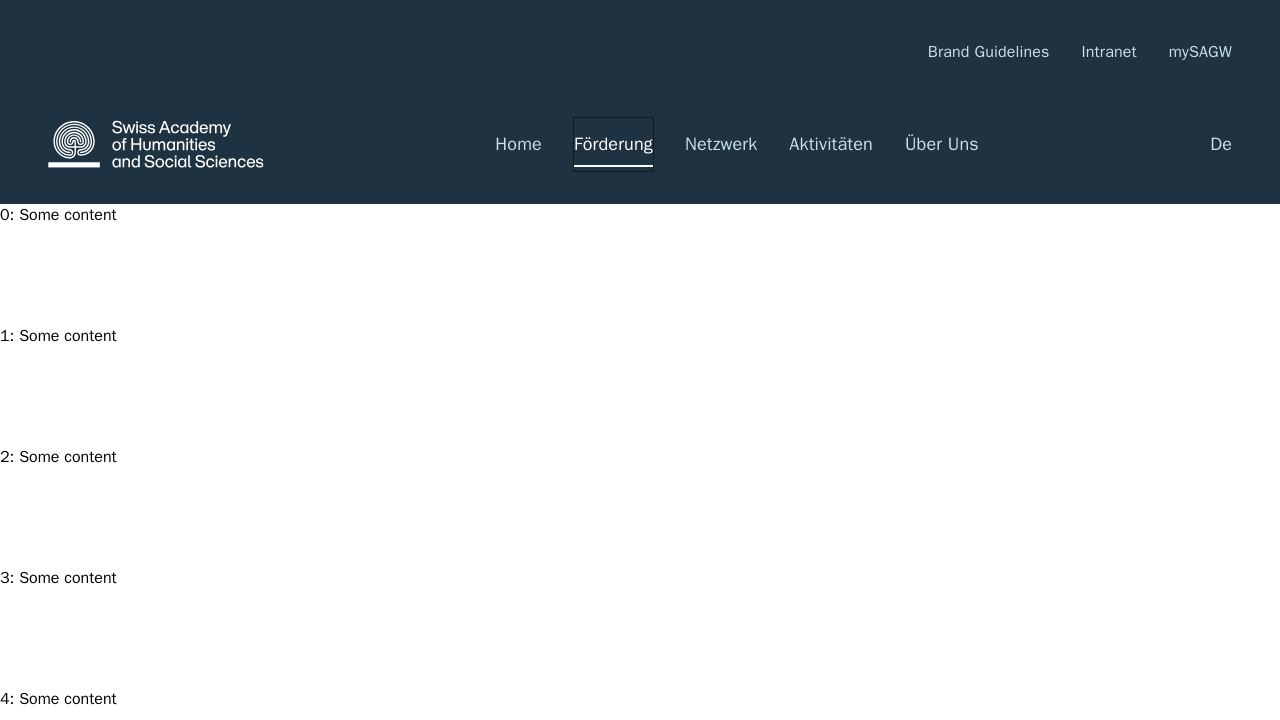 Brand Guidelines Intranet mySAGW
Swiss Academy
of Humanities
and Social Sciences
Home Förderung Netzwerk Aktivitäten Über Uns De
0: Some content
1: Some content
2: Some content
3: Some content
4: Some content